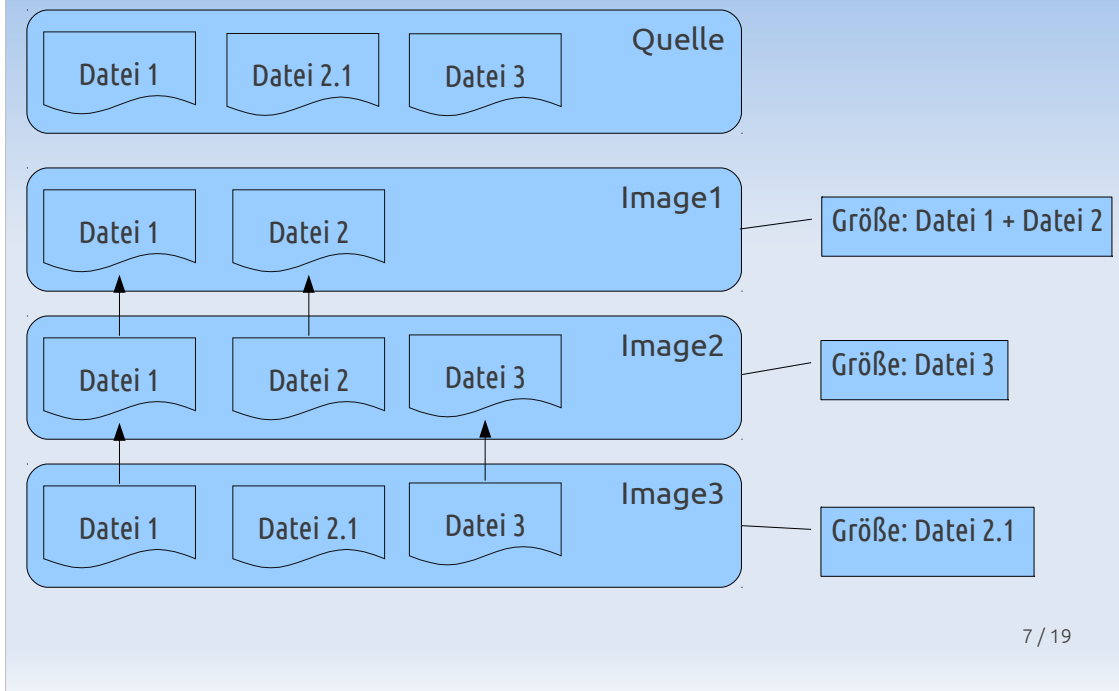 Quelle
Datei 1
Datei 2.1
Datei 3
Image1
Datei 1
Datei 2
Größe: Datei 1 + Datei 2
Image2
Datei 1
Datei 2
Datei 3
Größe: Datei 3
Image3
Datei 1
Datei 2.1
Datei 3
Größe: Datei 2.1
7 / 19